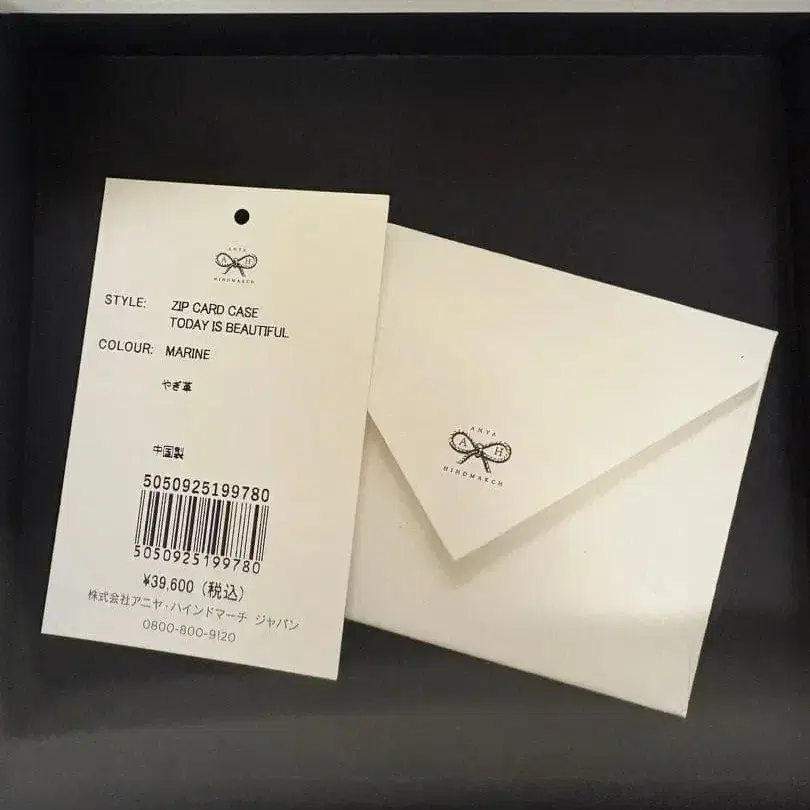 ANYA
A H
HINDMARCH
STYLE: ZIP CARD CASE
TODAY IS BEAUTIFUL
COLOUR: MARINE
やぎ革
中国製
5050925199780
5050925199780
¥39,600 (税込)
株式会社アニヤ・ハインドマーチ ジャパン
0800-800-9120
ANYA
A H
HINDMARCH